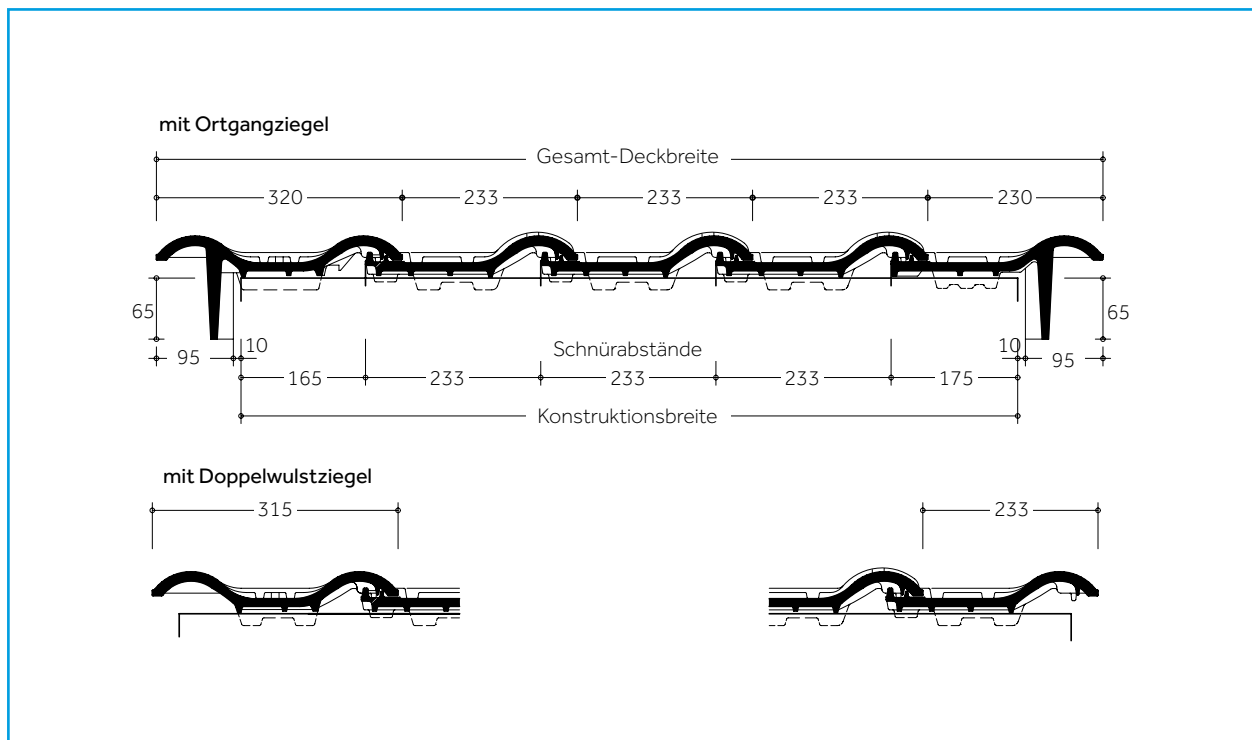 mit Ortgangziegel
Gesamt-Deckbreite
320 233 233 233 230
65 65
95 10 Schnürabstände 10 95
165 233 233 233 175
Konstruktionsbreite
mit Doppelwulstziegel
315 233